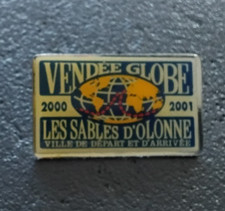 VENDÉE GLOBE
2000 2001
LES SABLES D'OLONNE
VILLE DE DÉPART ET D'ARRIVÉE